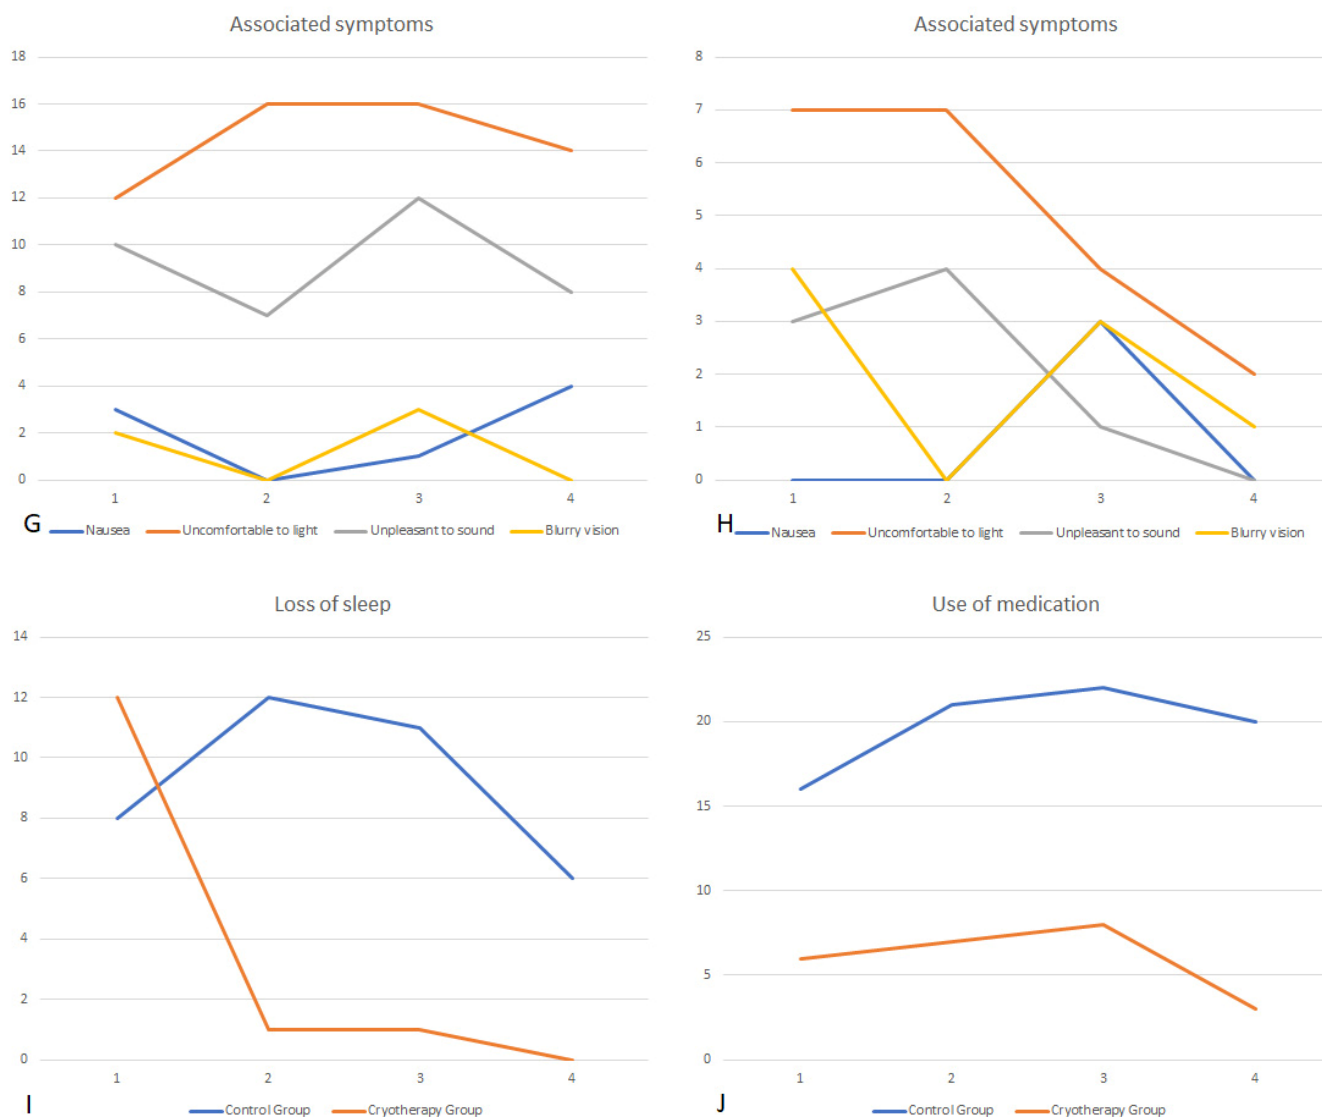 Associated symptoms
18
16
14
12
10
8
6
4
2
0
1 2 3 4
G
Nausea Uncomfortable to light Unpleasant to sound Blurry vision
Associated symptoms
8
7
6
5
4
3
2
1
0
1 2 3 4
H
Nausea Uncomfortable to light Unpleasant to sound Blurry vision
Loss of sleep
14
12
10
8
6
4
2
0
1 2 3 4
I
Control Group Cryotherapy Group
Use of medication
25
20
15
10
5
0
1 2 3 4
J
Control Group Cryotherapy Group